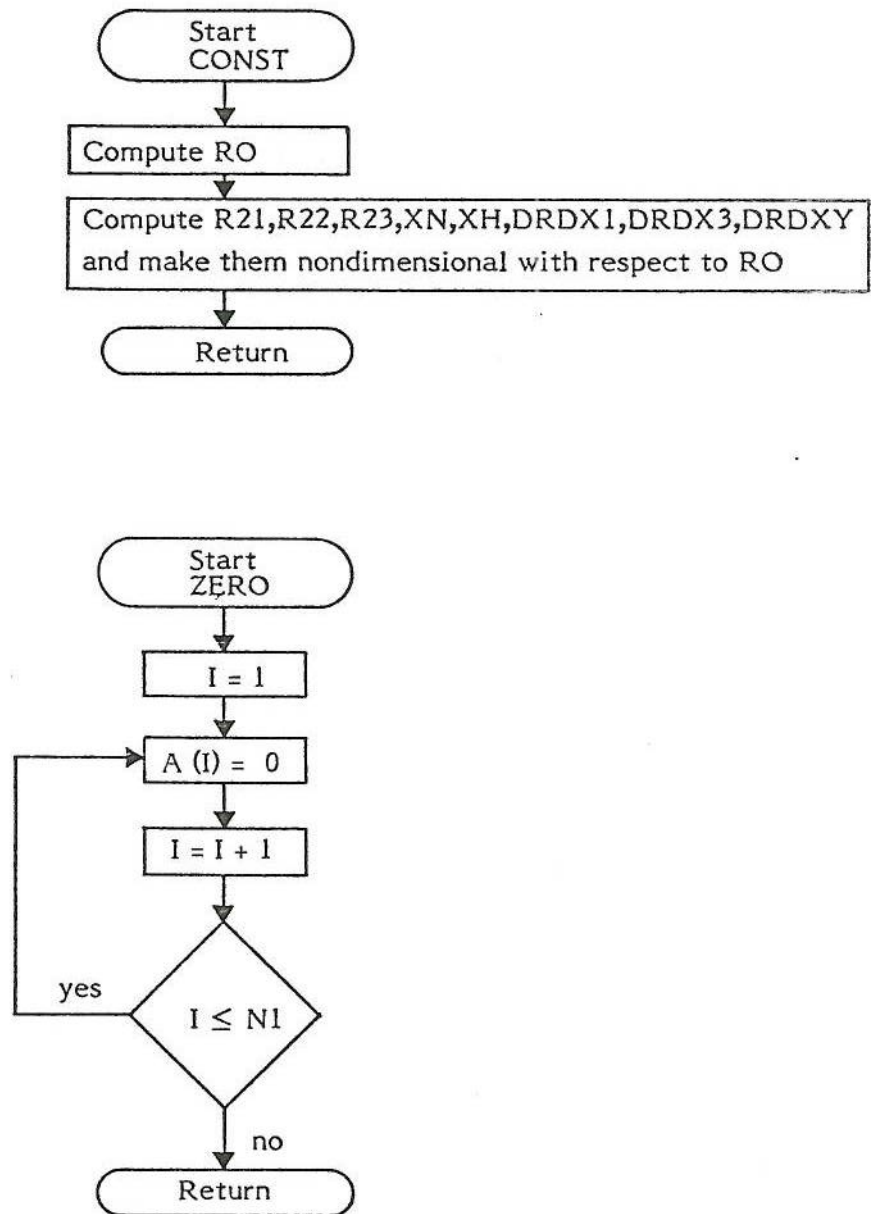 Start
CONST
Compute RO
Compute R21,R22,R23,XN,XH,DRDX1,DRDX3,DRDXY
and make them nondimensional with respect to RO
Return
Start
ZERO
I = 1
A (I) = 0
I = I + 1
yes
I ≤ N1
no
Return